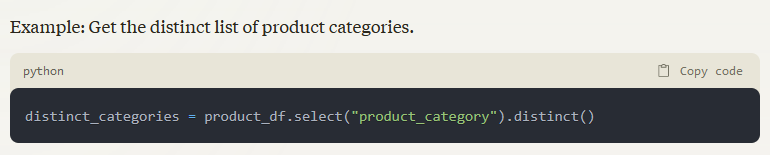 Example: Get the distinct list of product categories.
python
Copy code
distinct_categories = product_df.select("product_category").distinct()